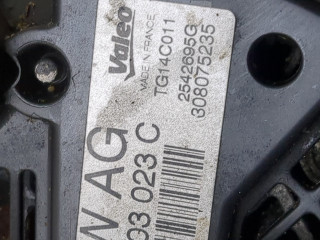 Valeo
MADE IN FRANCE
TG14C011
2542695G
308075235
W AG
03 023 C